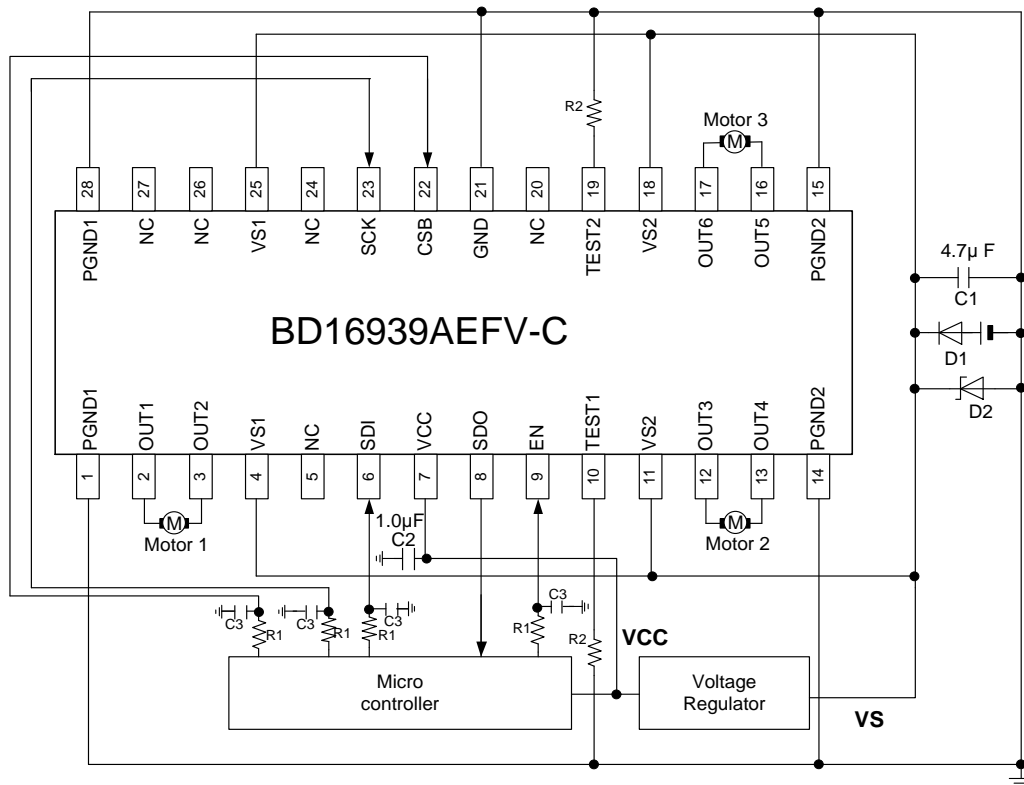 R2
Motor 3
M
28
27
26
25
24
23
22
21
20
19
18
17
16
15
PGND1
NC
NC
VS1
NC
SCK
CSB
GND
NC
TEST2
VS2
OUT6
OUT5
PGND2
4.7μ F
C1
D1
D2
BD16939AEFV-C
PGND1
OUT1
OUT2
VS1
NC
SDI
VCC
SDO
EN
TEST1
VS2
OUT3
OUT4
PGND2
1
2
3
4
5
6
7
8
9
10
11
12
13
14
M
Motor 1
1.0μF
C2
M
Motor 2
C3
R1
C3
R1
C3
R1
C3
R1
R2
VCC
Micro
controller
Voltage
Regulator
VS